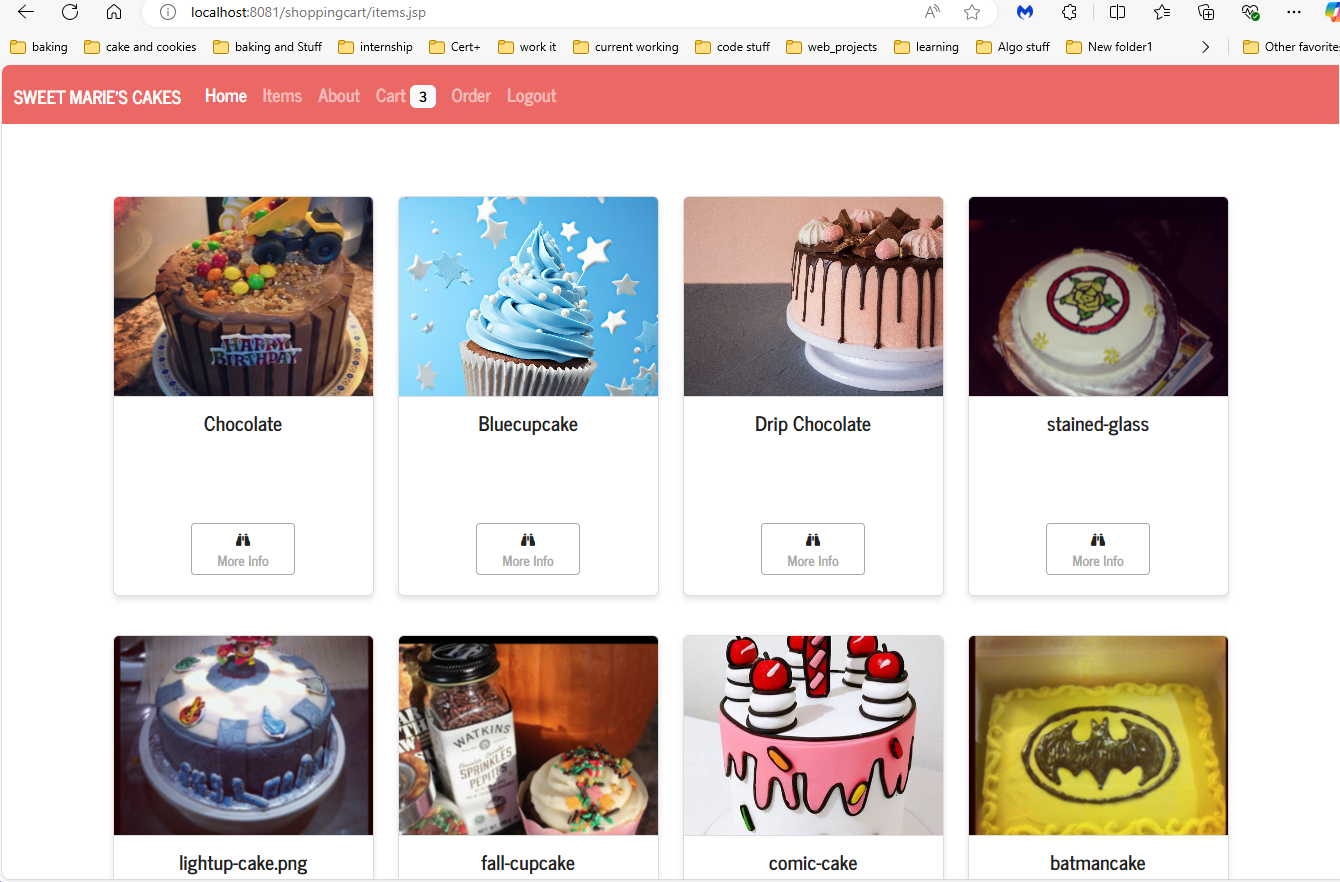 localhost:8081/shoppingcart/items.jsp
baking cake and cookies baking and Stuff internship Cert+ work it current working code stuff web_projects learning Algo stuff New folder1 Other favorite
SWEET MARIE'S CAKES Home Items About Cart 3 Order Logout
HAPPY
BIRTHDAY
Chocolate Bluecupcake Drip Chocolate stained-glass
More Info More Info More Info More Info
WATKINS
SPRINKLES
lightup-cake.png fall-cupcake comic-cake batmancake